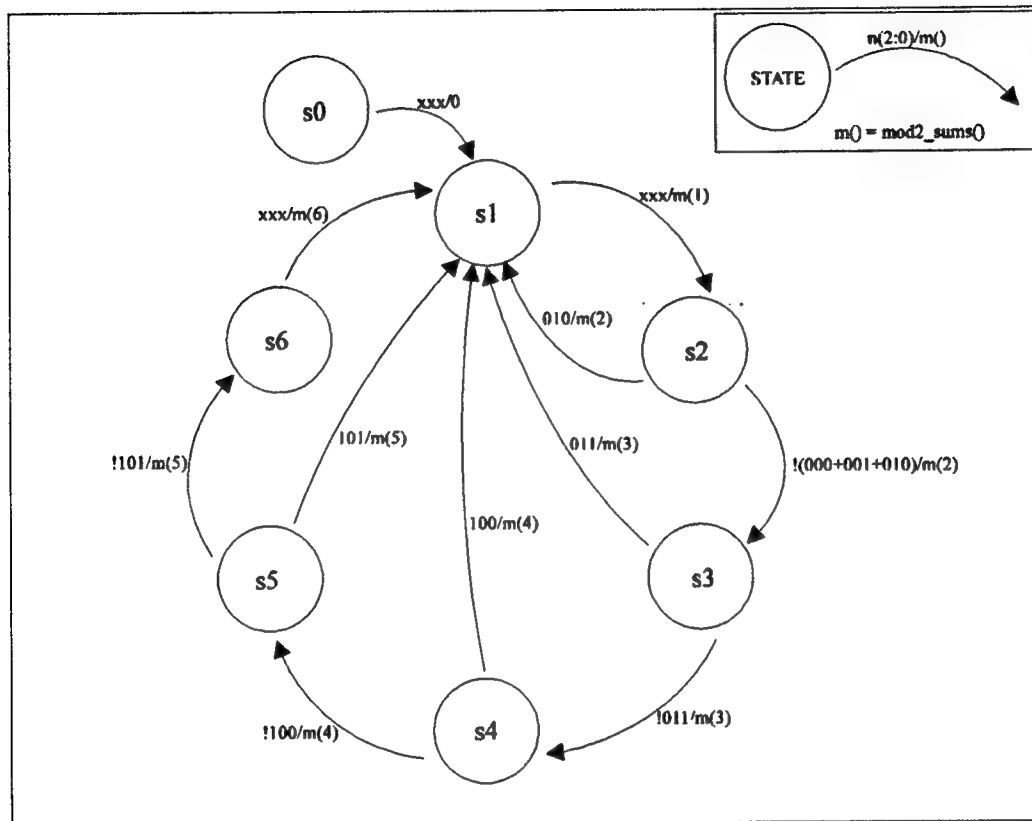 n(2:0)/m()
STATE
m() = mod2_sums()
s0
xxx/0
s1
xxx/m(6)
xxx/m(1)
s6
010/m(2)
s2
101/m(5)
011/m(3)
!101/m(5)
!(000+001+010)/m(2)
100/m(4)
s5
s3
!100/m(4)
s4
!011/m(3)